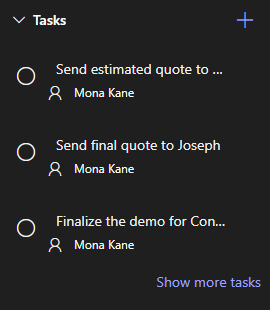 Tasks
Send estimated quote to ...
Mona Kane
Send final quote to Joseph
Mona Kane
Finalize the demo for Con...
Mona Kane
Show more tasks